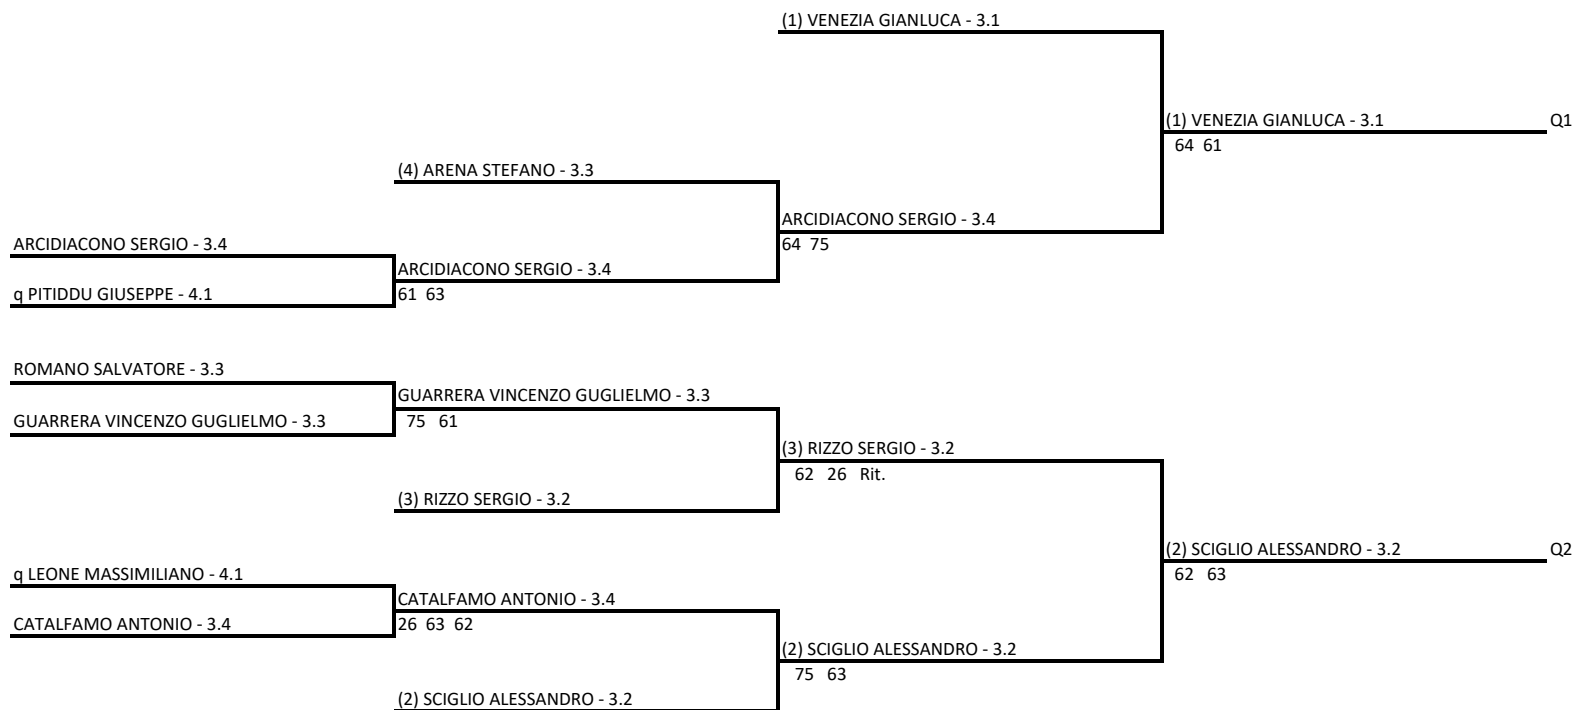 (1) VENEZIA GIANLUCA - 3.1
(1) VENEZIA GIANLUCA - 3.1
Q1
64 61
(4) ARENA STEFANO - 3.3
ARCIDIACONO SERGIO - 3.4
64 75
ARCIDIACONO SERGIO - 3.4
ARCIDIACONO SERGIO - 3.4
61 63
q PITIDDU GIUSEPPE - 4.1
ROMANO SALVATORE - 3.3
GUARRERA VINCENZO GUGLIELMO - 3.3
75 61
GUARRERA VINCENZO GUGLIELMO - 3.3
(3) RIZZO SERGIO - 3.2
62 26 Rit.
(3) RIZZO SERGIO - 3.2
(2) SCIGLIO ALESSANDRO - 3.2
Q2
62 63
q LEONE MASSIMILIANO - 4.1
CATALFAMO ANTONIO - 3.4
26 63 62
CATALFAMO ANTONIO - 3.4
(2) SCIGLIO ALESSANDRO - 3.2
75 63
(2) SCIGLIO ALESSANDRO - 3.2